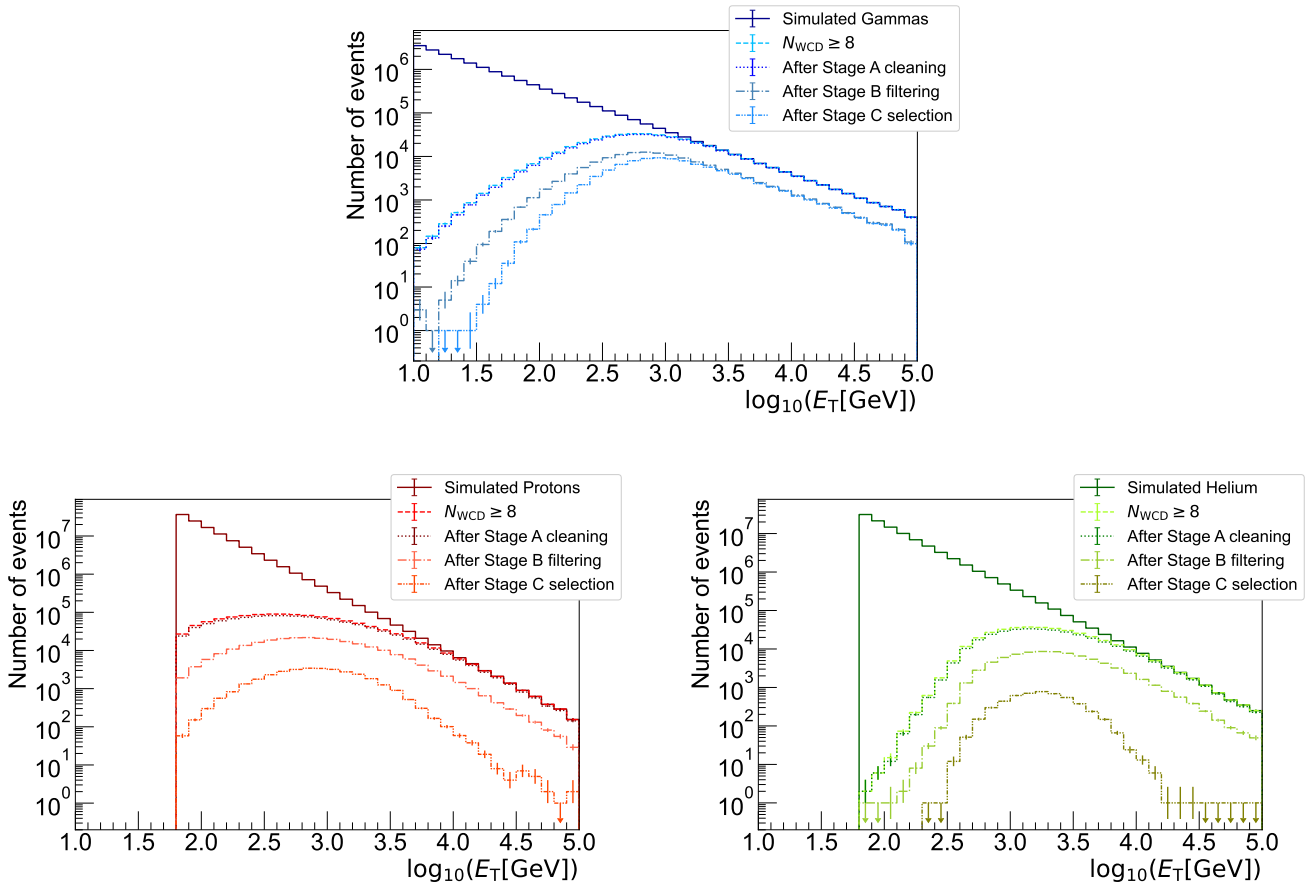 Simulated Gammas
N_WCD ≥ 8
After Stage A cleaning
After Stage B filtering
After Stage C selection
Number of events
10^6
10^5
10^4
10^3
10^2
10^1
10^0
1.0 1.5 2.0 2.5 3.0 3.5 4.0 4.5 5.0
log_10(E_T[GeV])
Simulated Protons
N_WCD ≥ 8
After Stage A cleaning
After Stage B filtering
After Stage C selection
Number of events
10^7
10^6
10^5
10^4
10^3
10^2
10^1
10^0
1.0 1.5 2.0 2.5 3.0 3.5 4.0 4.5 5.0
log_10(E_T[GeV])
Simulated Helium
N_WCD ≥ 8
After Stage A cleaning
After Stage B filtering
After Stage C selection
Number of events
10^7
10^6
10^5
10^4
10^3
10^2
10^1
10^0
1.0 1.5 2.0 2.5 3.0 3.5 4.0 4.5 5.0
log_10(E_T[GeV])